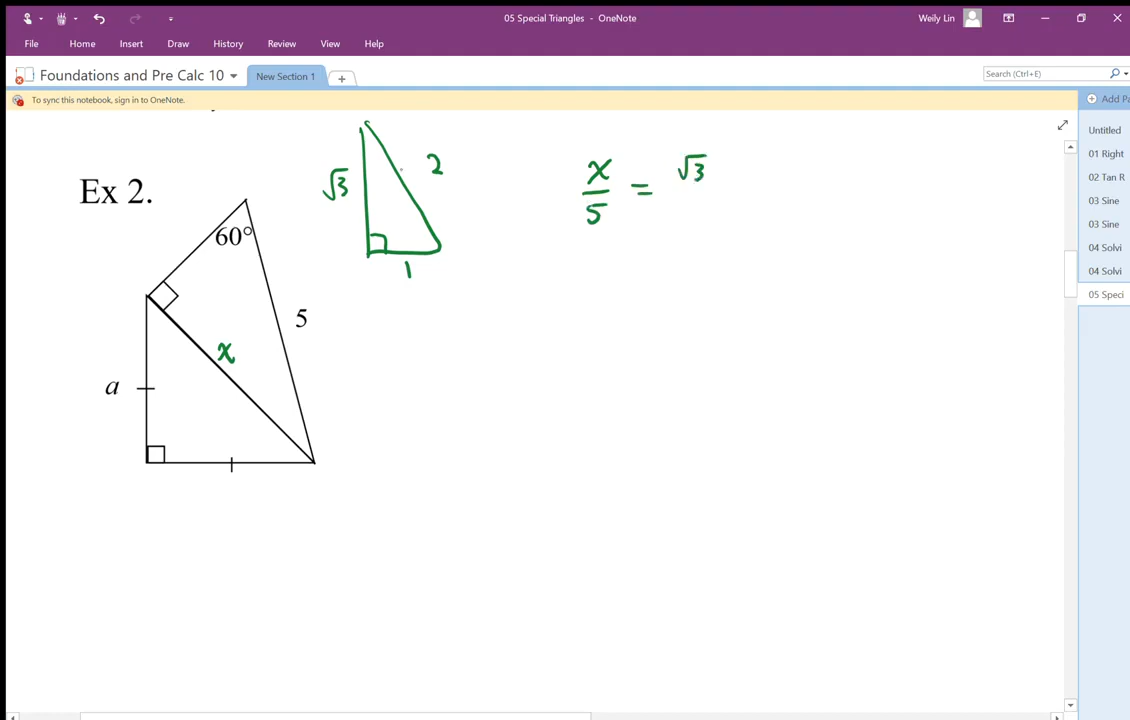 05 Special Triangles - OneNote
Weily Lin
File Home Insert Draw History Review View Help
Foundations and Pre Calc 10
New Section 1
+
Search (Ctrl+E)
To sync this notebook, sign in to OneNote.
Add Pa
Untitled
01 Right
02 Tan R
03 Sine
03 Sine
04 Solvi
04 Solvi
05 Speci
Ex 2.
60°
5
x
a
√3
2
1
x/5 = √3